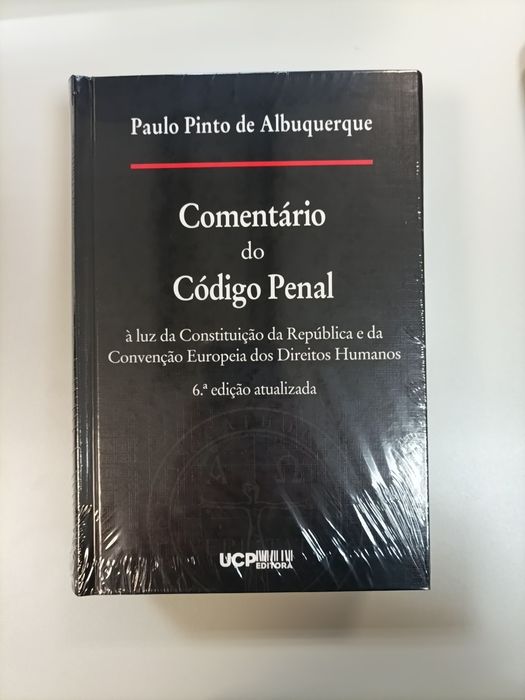 Paulo Pinto de Albuquerque
Comentário
do
Código Penal
à luz da Constituição da República e da
Convenção Europeia dos Direitos Humanos
6.ª edição atualizada
UCP EDITORA